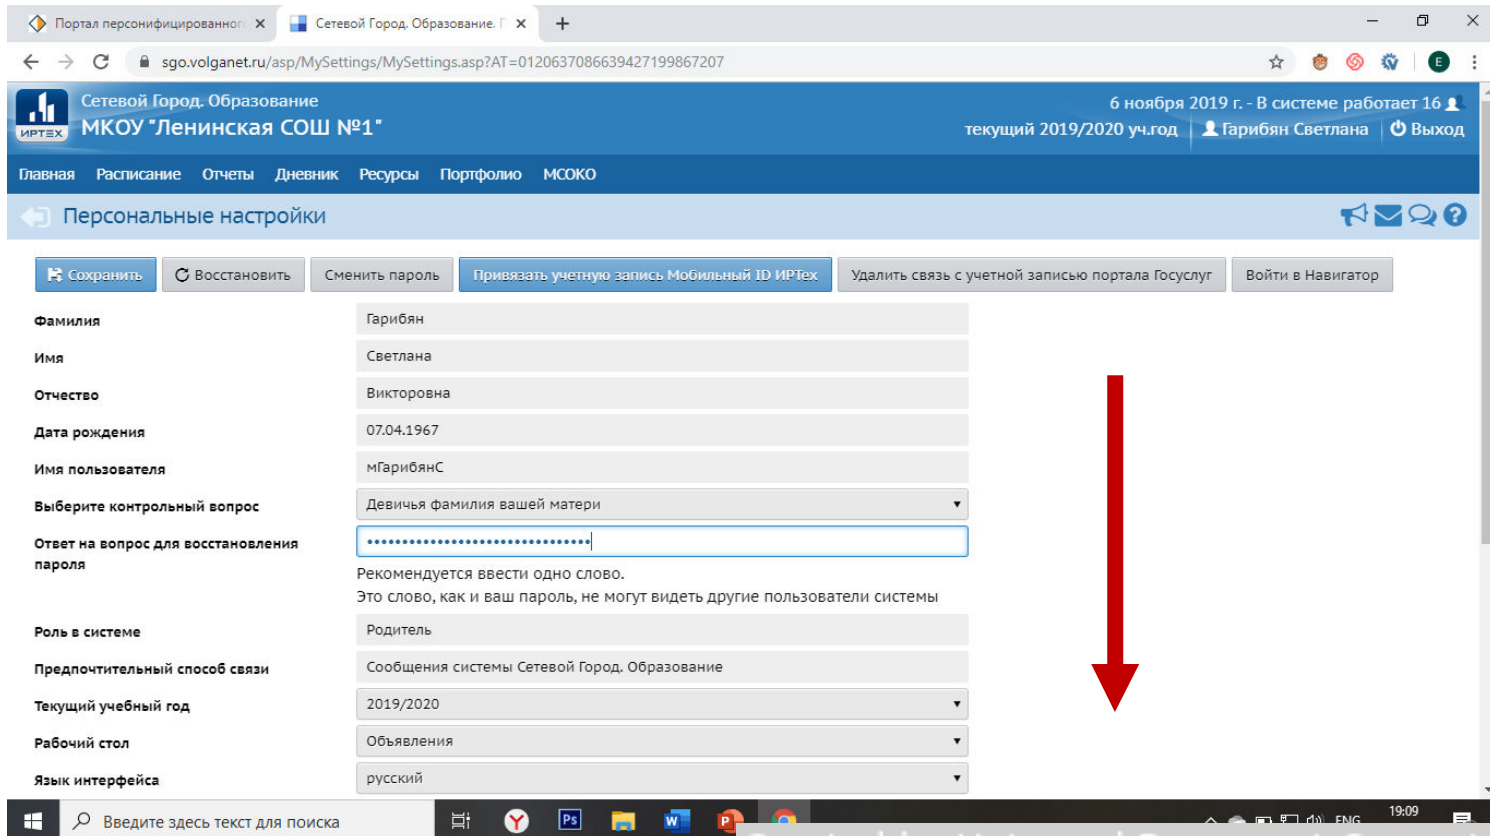 Портал персонифицированног
Сетевой Город. Образование. П
sgo.volganet.ru/asp/MySettings/MySettings.asp?AT=0120637086639427199867207
E
Сетевой Город. Образование
МКОУ "Ленинская СОШ №1"
ИРТЕХ
6 ноября 2019 г. - В системе работает 16
текущий 2019/2020 уч.год Гарибян Светлана Выход
Главная Расписание Отчеты Дневник Ресурсы Портфолио МСОКО
Персональные настройки
Сохранить Восстановить Сменить пароль Привязать учетную запись Мобильный ID ИРТех Удалить связь с учетной записью портала Госуслуг Войти в Навигатор
Фамилия Гарибян
Имя Светлана
Отчество Викторовна
Дата рождения 07.04.1967
Имя пользователя мГарибянС
Выберите контрольный вопрос Девичья фамилия вашей матери
Ответ на вопрос для восстановления
пароля
Рекомендуется ввести одно слово.
Это слово, как и ваш пароль, не могут видеть другие пользователи системы
Роль в системе Родитель
Предпочтительный способ связи Сообщения системы Сетевой Город. Образование
Текущий учебный год 2019/2020
Рабочий стол Объявления
Язык интерфейса русский
Введите здесь текст для поиска
Ps
ENG
19:09